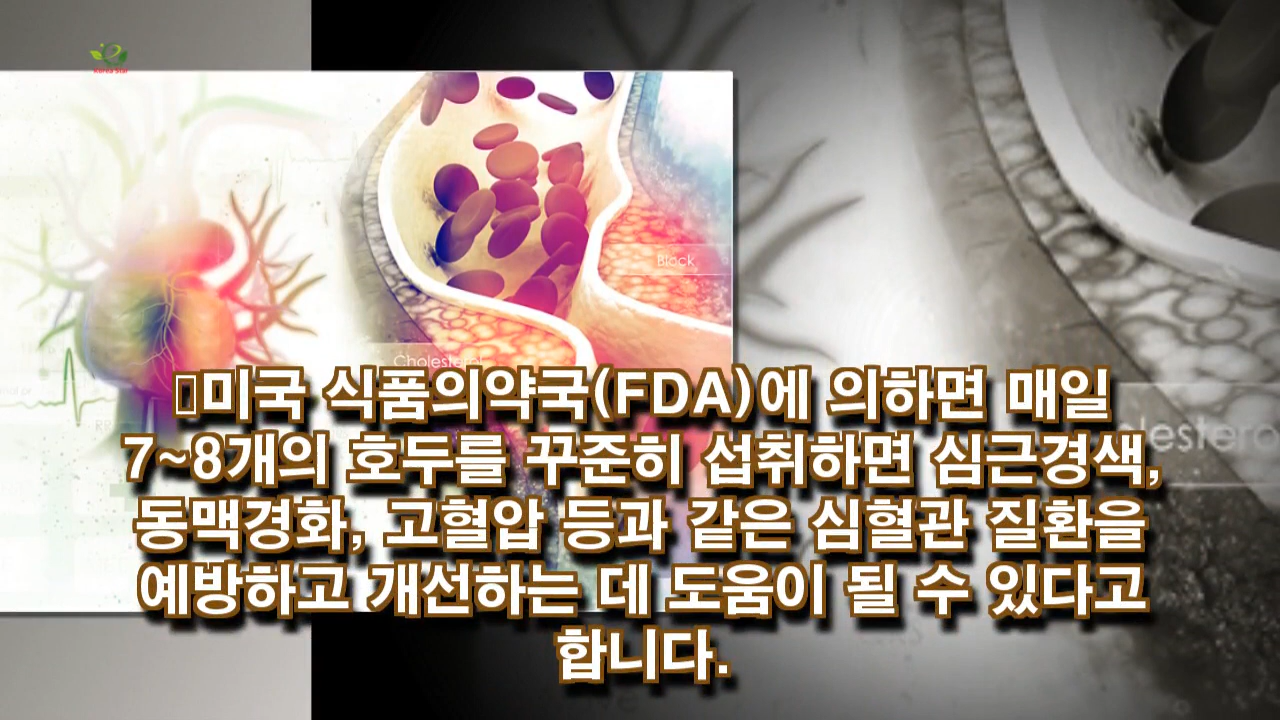 Korea Star
Block
Cholesterol
미국 식품의약국(FDA)에 의하면 매일
7~8개의 호두를 꾸준히 섭취하면 심근경색,
동맥경화, 고혈압 등과 같은 심혈관 질환을
예방하고 개선하는 데 도움이 될 수 있다고
합니다.